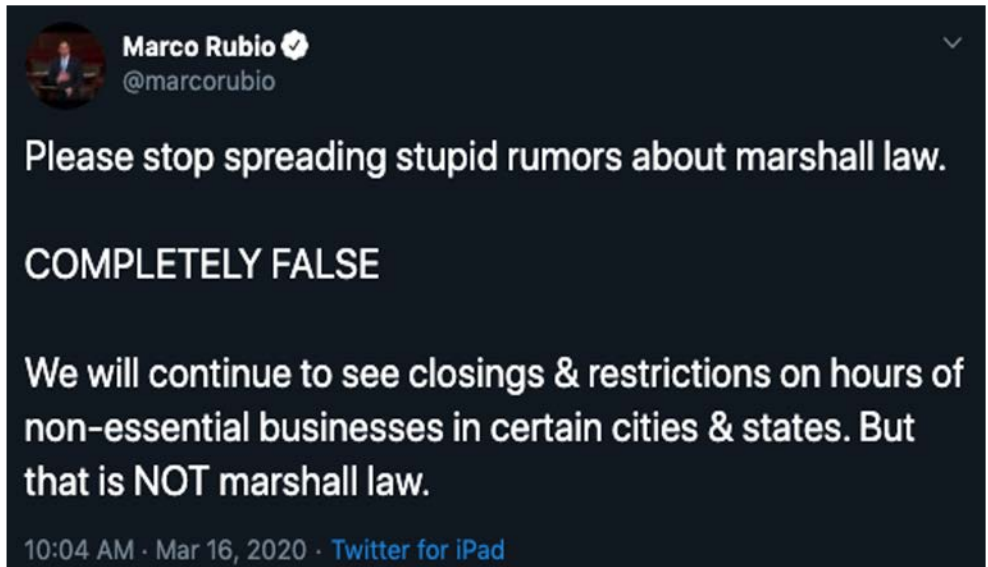 Marco Rubio
@marcorubio
Please stop spreading stupid rumors about marshall law.
COMPLETELY FALSE
We will continue to see closings & restrictions on hours of
non-essential businesses in certain cities & states. But
that is NOT marshall law.
10:04 AM · Mar 16, 2020 · Twitter for iPad